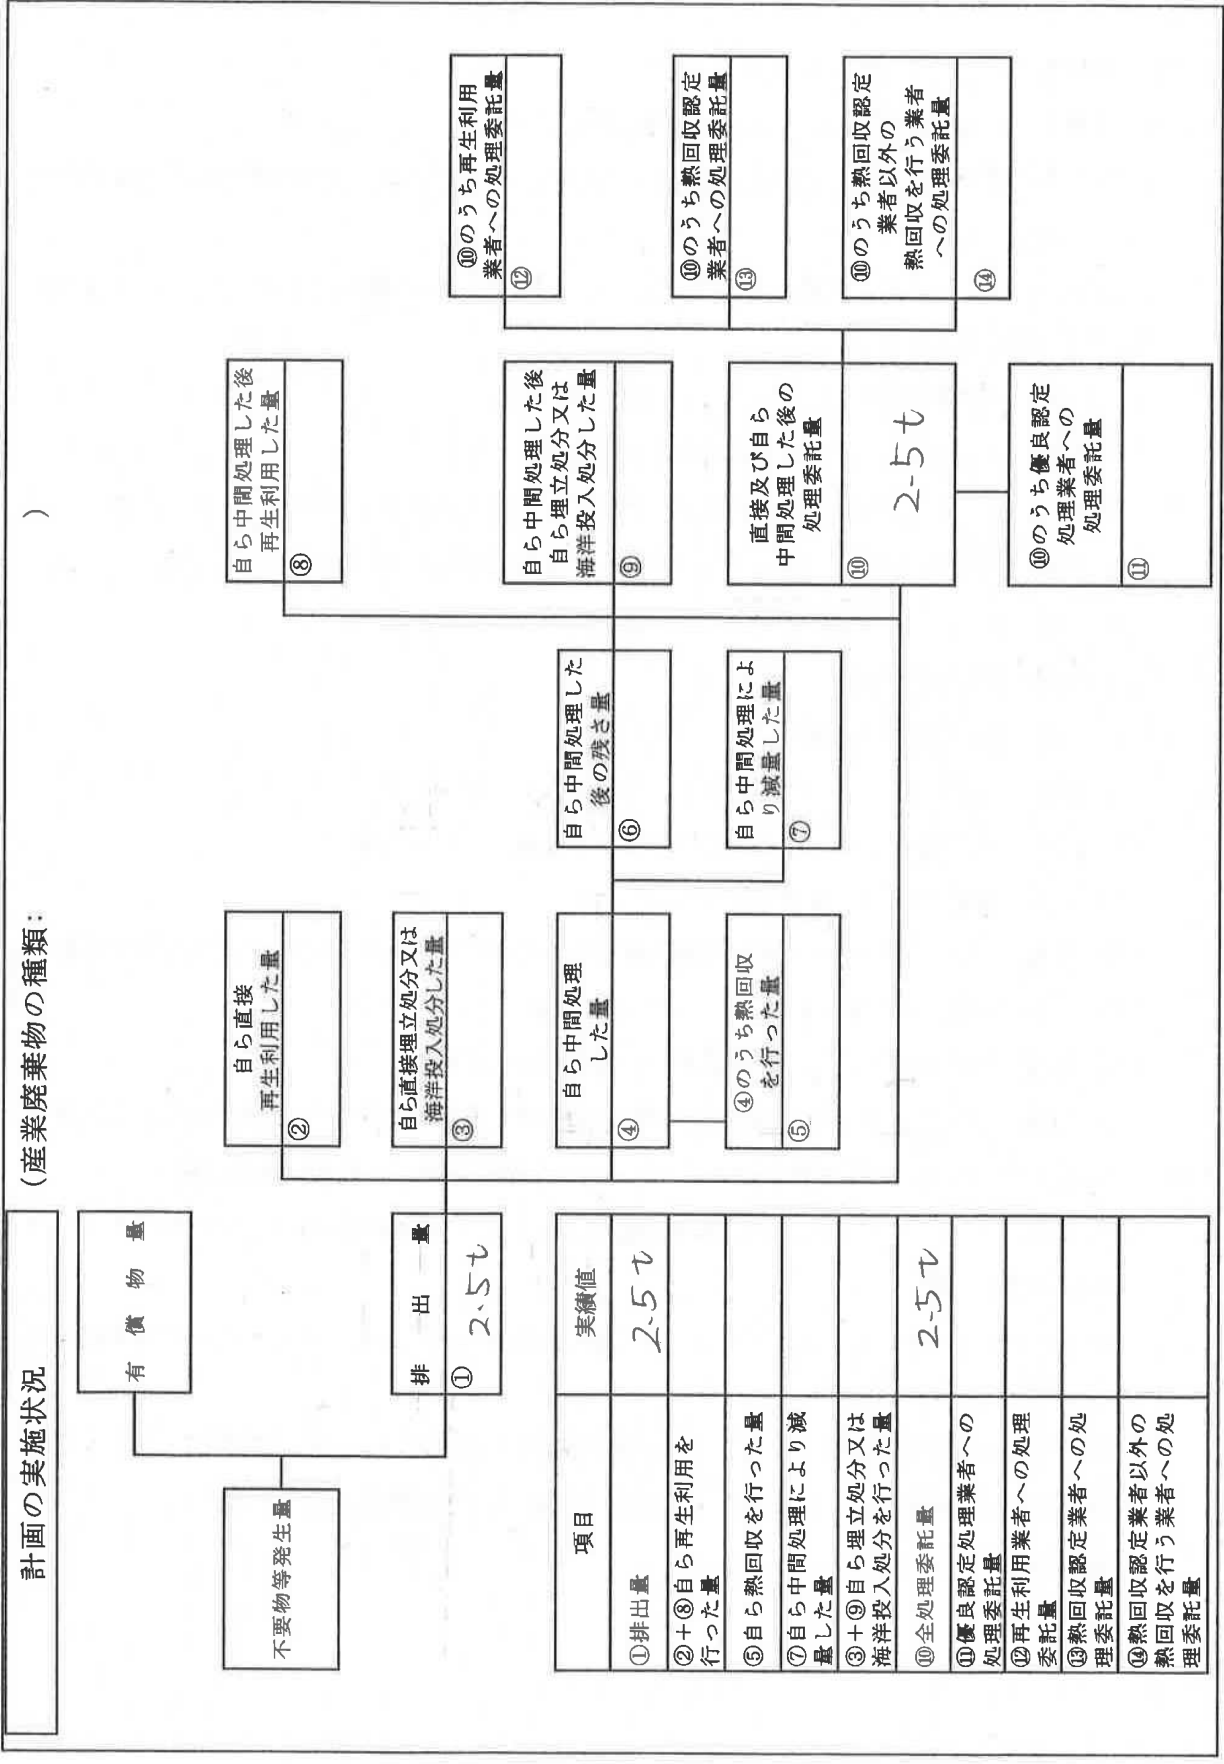 計画の実施状況
(産業廃棄物の種類: )
不要物等発生量
有償物量
排出量
①
2.5t
自ら直接
再生利用した量
②
自ら直接埋立処分又は
海洋投入処分した量
③
自ら中間処理
した量
④
④のうち熱回収
を行った量
⑤
自ら中間処理した
後の残さ量
⑥
自ら中間処理によ
り減量した量
⑦
自ら中間処理した後
再生利用した量
⑧
自ら中間処理した後
自ら埋立処分又は
海洋投入処分した量
⑨
直接及び自ら
中間処理した後の
処理委託量
⑩
2.5t
⑩のうち優良認定
処理業者への
処理委託量
⑪
⑩のうち再生利用
業者への処理委託量
⑫
⑩のうち熱回収認定
業者への処理委託量
⑬
⑩のうち熱回収認定
業者以外の
熱回収を行う業者
への処理委託量
⑭
項目 実績値
①排出量 2.5t
②+⑧自ら再生利用を
行った量
⑤自ら熱回収を行った量
⑦自ら中間処理により減
量した量
③+⑨自ら埋立処分又は
海洋投入処分を行った量
⑩全処理委託量 2.5t
⑪優良認定処理業者への
処理委託量
⑫再生利用業者への処理
委託量
⑬熱回収認定業者への処
理委託量
⑭熱回収認定業者以外の
熱回収を行う業者への処
理委託量